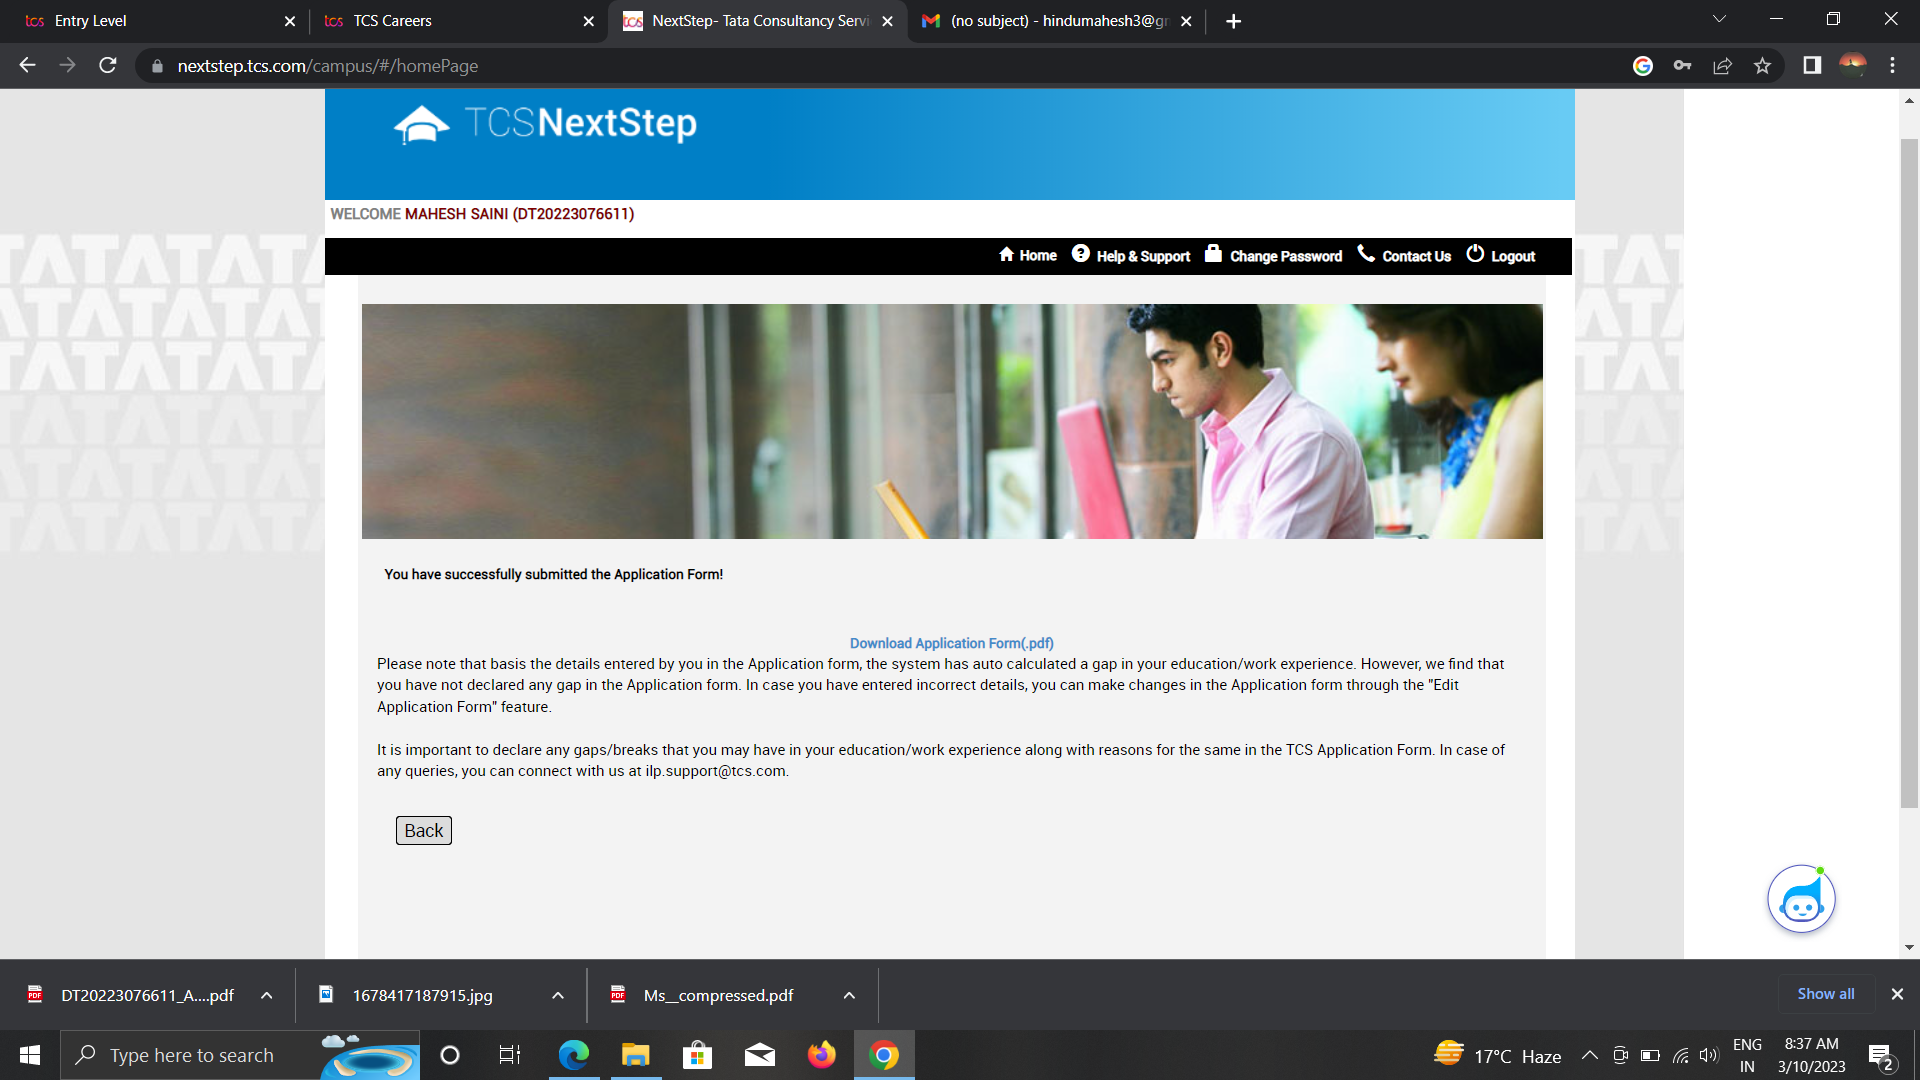 tcs Entry Level
tcs TCS Careers
tcs NextStep- Tata Consultancy Servi
(no subject) - hindumahesh3@gr
nextstep.tcs.com/campus/#/homePage
TCSNextStep
WELCOME MAHESH SAINI (DT20223076611)
Home Help & Support Change Password Contact Us Logout
You have successfully submitted the Application Form!
Download Application Form(.pdf)
Please note that basis the details entered by you in the Application form, the system has auto calculated a gap in your education/work experience. However, we find that
you have not declared any gap in the Application form. In case you have entered incorrect details, you can make changes in the Application form through the "Edit
Application Form" feature.
It is important to declare any gaps/breaks that you may have in your education/work experience along with reasons for the same in the TCS Application Form. In case of
any queries, you can connect with us at ilp.support@tcs.com.
Back
PDF DT20223076611_A....pdf
1678417187915.jpg
PDF Ms__compressed.pdf
Show all
Type here to search
17°C Haze
ENG
IN
8:37 AM
3/10/2023
2